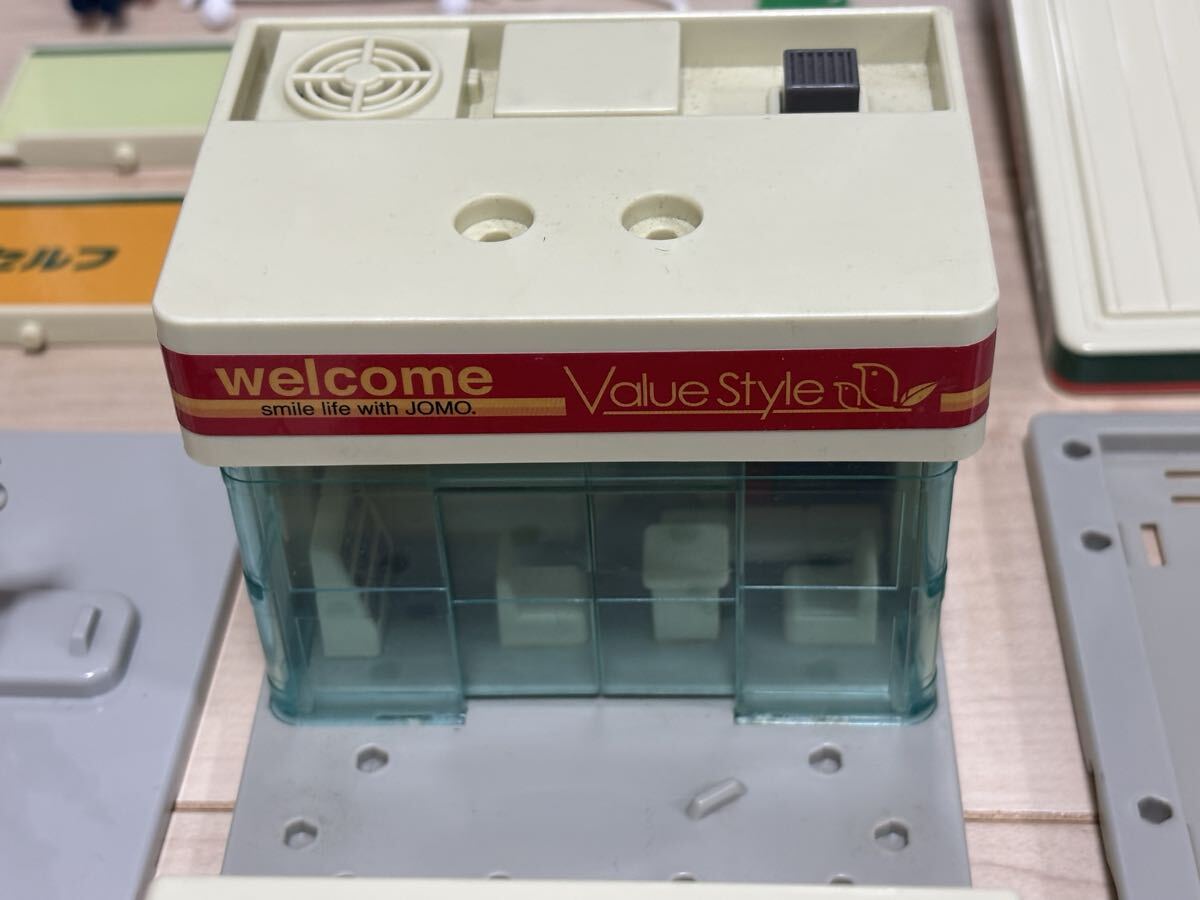 welcome
smile life with JOMO.
Value Style
セルフ